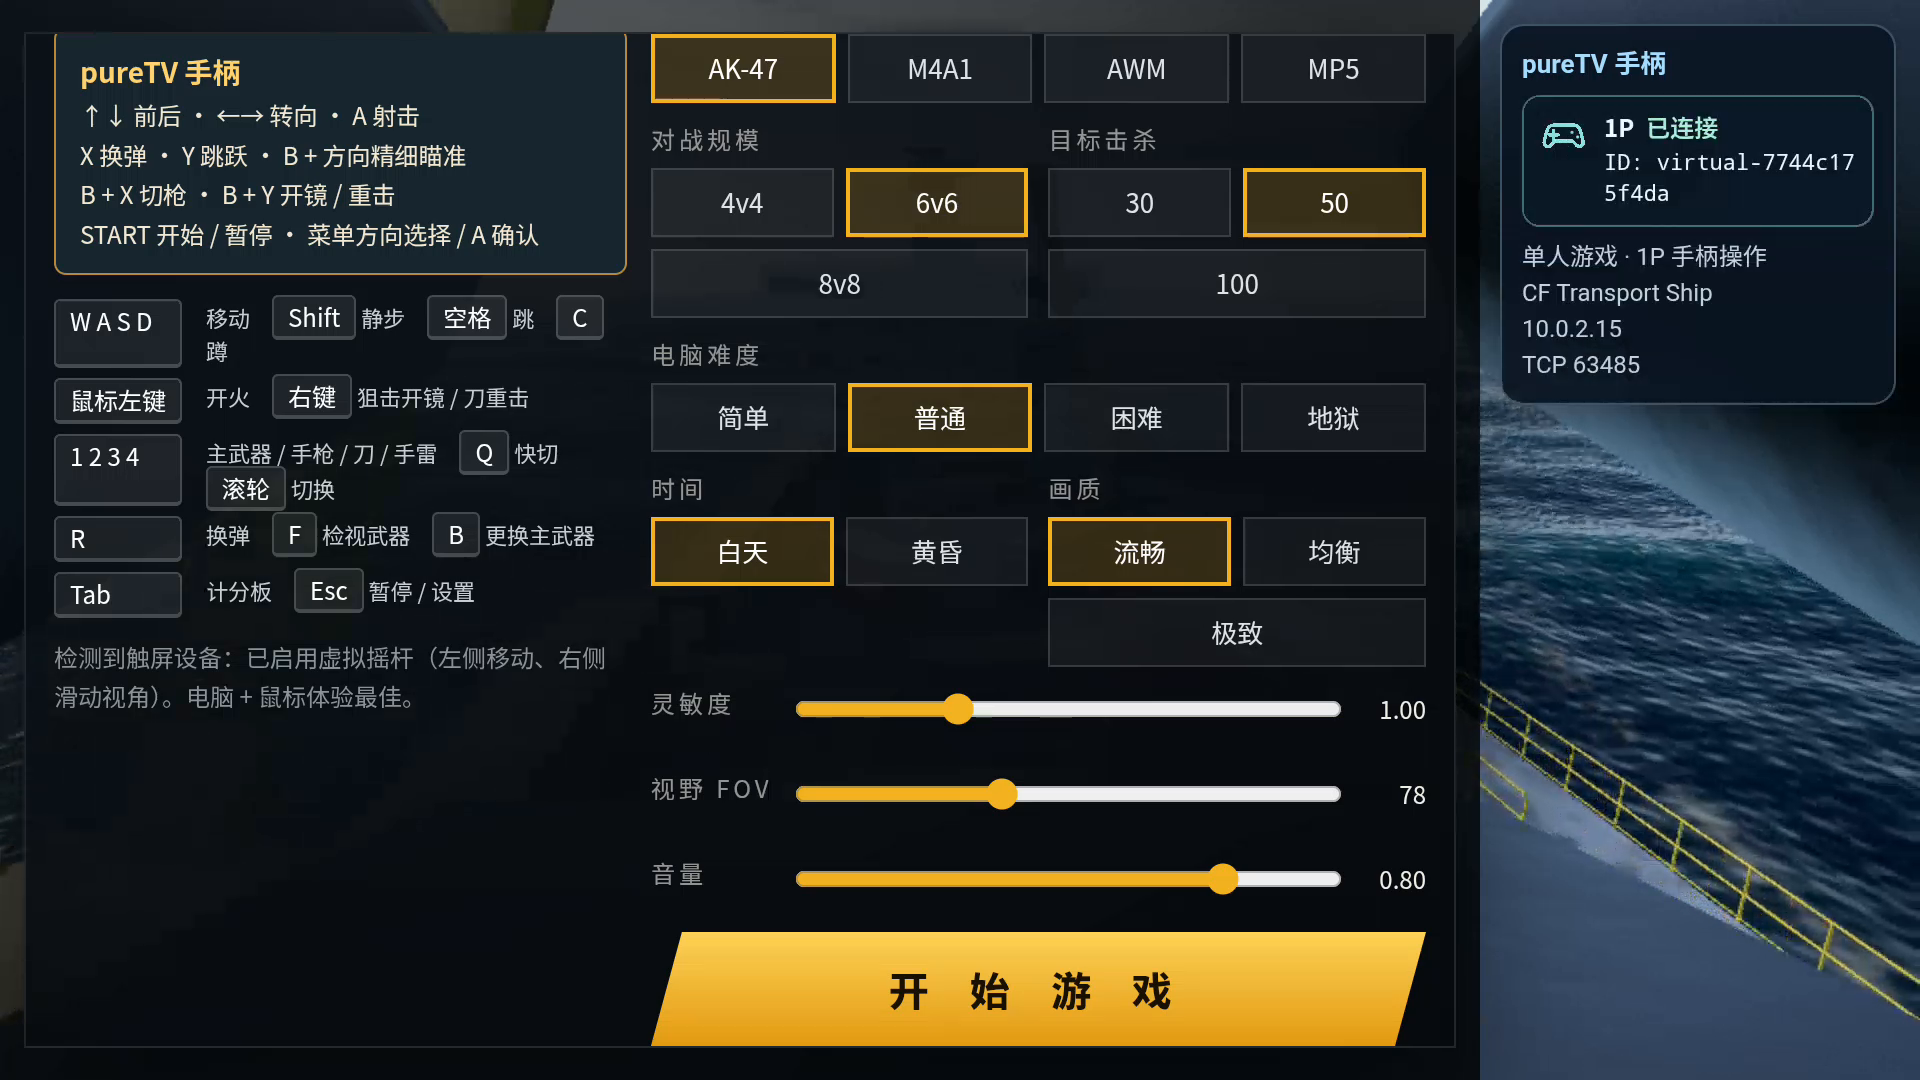 pureTV 手柄
↑↓ 前后 · ←→ 转向 · A 射击
X 换弹 · Y 跳跃 · B + 方向精细瞄准
B + X 切枪 · B + Y 开镜 / 重击
START 开始 / 暂停 · 菜单方向选择 / A 确认
W A S D 移动 Shift 静步 空格 跳 C
蹲
鼠标左键 开火 右键 狙击开镜 / 刀重击
1 2 3 4 主武器 / 手枪 / 刀 / 手雷 Q 快切
滚轮 切换
R 换弹 F 检视武器 B 更换主武器
Tab 计分板 Esc 暂停 / 设置
检测到触屏设备：已启用虚拟摇杆（左侧移动、右侧
滑动视角）。电脑 + 鼠标体验最佳。
AK-47 M4A1 AWM MP5
对战规模 目标击杀
4v4 6v6 30 50
8v8 100
电脑难度
简单 普通 困难 地狱
时间 画质
白天 黄昏 流畅 均衡
极致
灵敏度 1.00
视野 FOV 78
音量 0.80
开始游戏
pureTV 手柄
1P 已连接
ID: virtual-7744c17
5f4da
单人游戏 · 1P 手柄操作
CF Transport Ship
10.0.2.15
TCP 63485